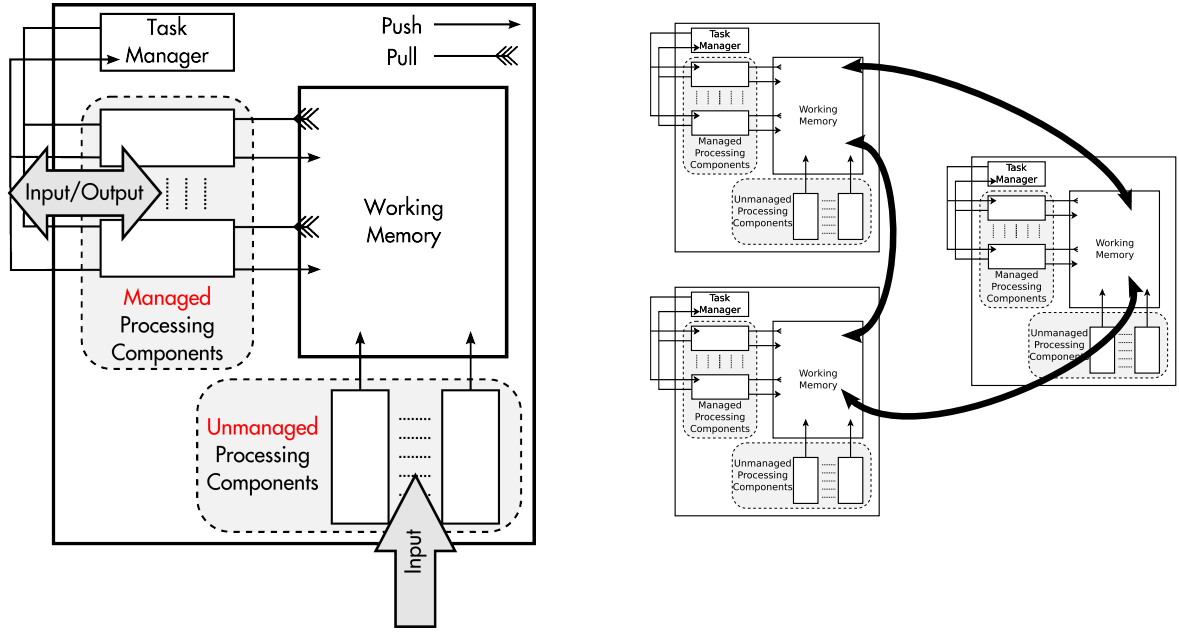 Task
Manager
Push
Pull
Input/Output
Working
Memory
Managed
Processing
Components
Unmanaged
Processing
Components
Input
Task
Manager
Working
Memory
Managed
Processing
Components
Unmanaged
Processing
Components
Task
Manager
Working
Memory
Managed
Processing
Components
Unmanaged
Processing
Components
Task
Manager
Working
Memory
Managed
Processing
Components
Unmanaged
Processing
Components